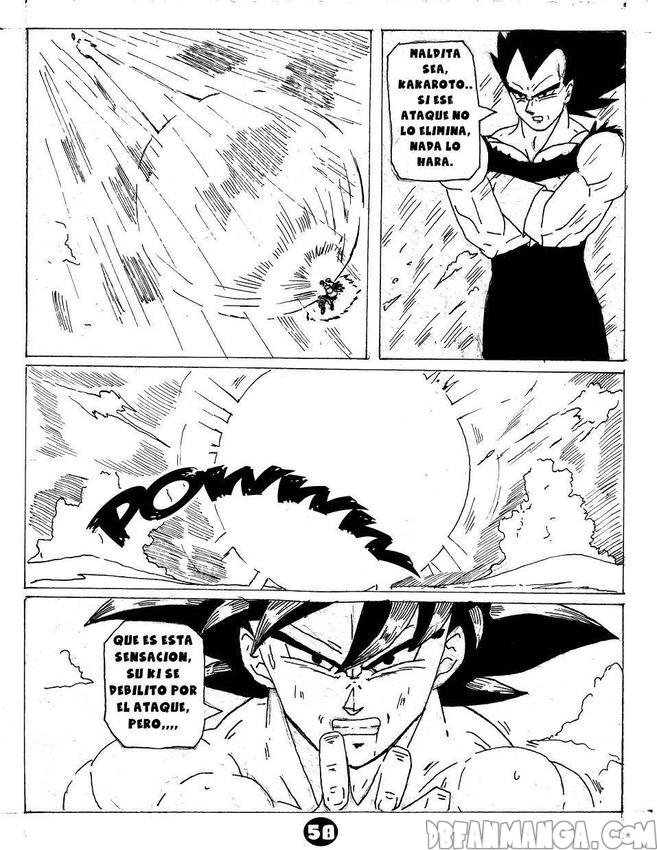 MALDITA
SEA,
KAKAROTO..
SI ESE
ATAQUE NO
LO ELIMINA,
NADA LO
HARA.
POWWWW
QUE ES ESTA
SENSACION,
SU KI SE
DEBILITO POR
EL ATAQUE,
PERO,,,,
50
DBFANMANGA.COM